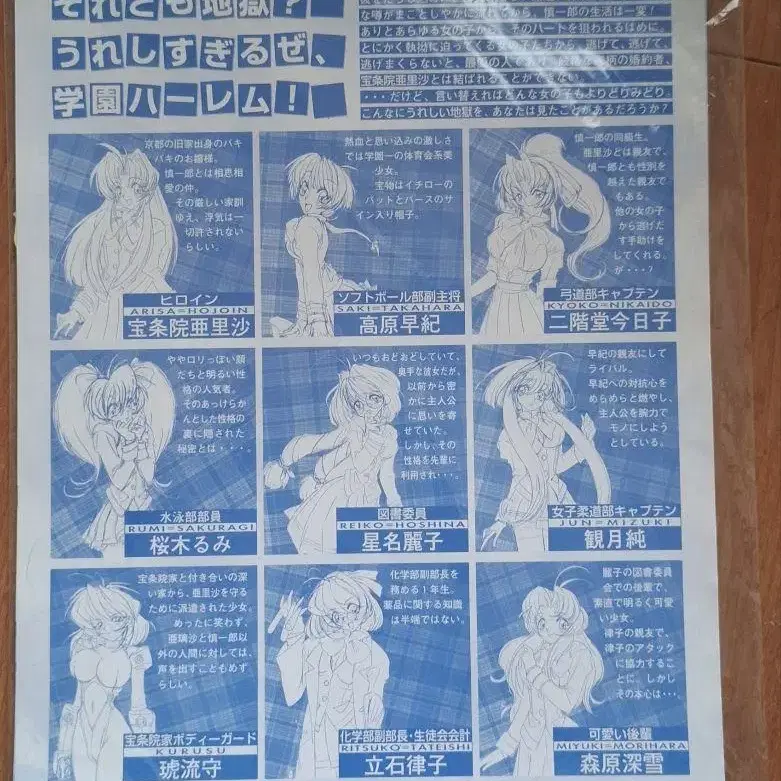 それとも地獄？
うれしすぎるぜ、
学園ハーレム！
ありとあらゆる女の子から、そのハートを狙われるはめに。
とにかく執拗に迫ってくる女の子たちから、逃げて、逃げて、
宝条院亜里沙とは結ばれることができない。
・・・だけど、言い替えればどんな女の子もよりどりみどり。
こんなにうれしい地獄を、あなたは見たことがあるだろうか？
京都の旧家出身のバキ
バキのお嬢様。
慎一郎とは相思相
愛の仲。
その厳しい家訓
ゆえ、浮気は一
切許されない
らしい。
ヒロイン
ARISA=HOJOIN
宝条院亜里沙
熱血と思い込みの激しさ
では学園一の体育会系美
少女。
宝物はイチローの
バットとバースのサ
イン入り帽子。
ソフトボール部副主将
SAKI=TAKAHARA
高原早紀
慎一郎の同級生。
亜里沙とは親友で、
慎一郎とも性別を
越えた親友で
もある。
他の女の子
から逃げだ
す手助けを
してくれる。
が・・・？
弓道部キャプテン
KYOKO=NIKAIDO
二階堂今日子
ややロリっぽい顔
だちと明るい性
格の人気者。
そのあっけらか
んとした性格の
裏に隠された
秘密とは・・・。
水泳部部員
RUMI=SAKURAGI
桜木るみ
いつもおどおどしていて、
奥手な彼女だが、
以前から密
かに主人公
に思いを寄
せていた。
しかし、その
性格を先輩に
利用され・・・。
図書委員
REIKO=HOSHINA
星名麗子
早紀の親友にして
ライバル。
早紀への対抗心を
めらめらと燃やし、
主人公を腕力で
モノにしよう
としている。
女子柔道部キャプテン
JUN=MIZUKI
観月純
宝条院家と付き合いの深
い家から、亜里沙を守る
ために派遣された少女。
めったに笑わず、
亜璃沙と慎一郎以
外の人間に対しては、
声を出すこともめず
らしい。
宝条院家ボディーガード
KURUSU
琥流守
化学部副部長を
務める1年生。
薬品に関する知識
は半端ではない。
化学部副部長・生徒会会計
RITSUKO=TATEISHI
立石律子
麗子の図書委員
会での後輩で、
素直で明るく可愛
い少女。
律子の親友で、
律子のアタック
に協力するこ
とに。しかし
その本心は・・・
可愛い後輩
MIYUKI=MORIHARA
森原深雪